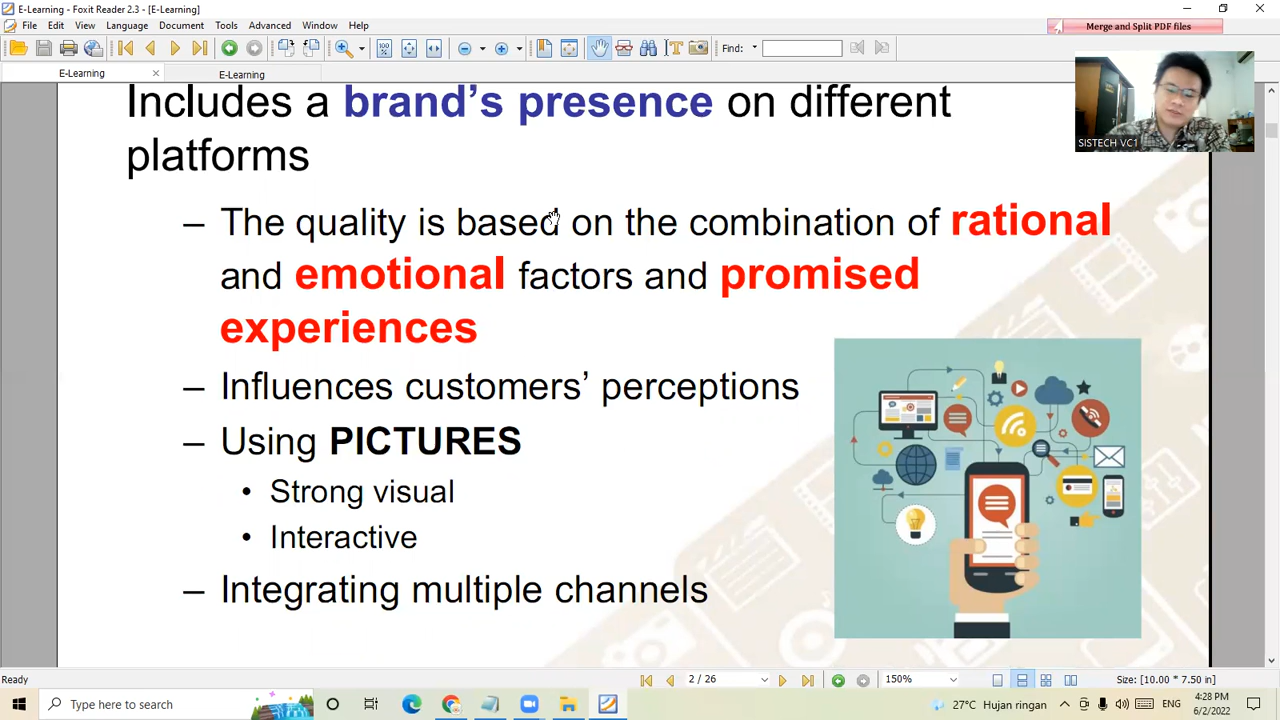 E-Learning - Foxit Reader 2.3 - [E-Learning]
File Edit View Language Document Tools Advanced Window Help
Merge and Split PDF files
Find:
E-Learning
E-Learning
SISTECH VC1
Includes a brand's presence on different
platforms
– The quality is based on the combination of rational
and emotional factors and promised
experiences
– Influences customers' perceptions
– Using PICTURES
• Strong visual
• Interactive
– Integrating multiple channels
Ready
2 / 26
150%
Size: [10.00 * 7.50 in]
Type here to search
27°C Hujan ringan
ENG
4:28 PM
6/2/2022